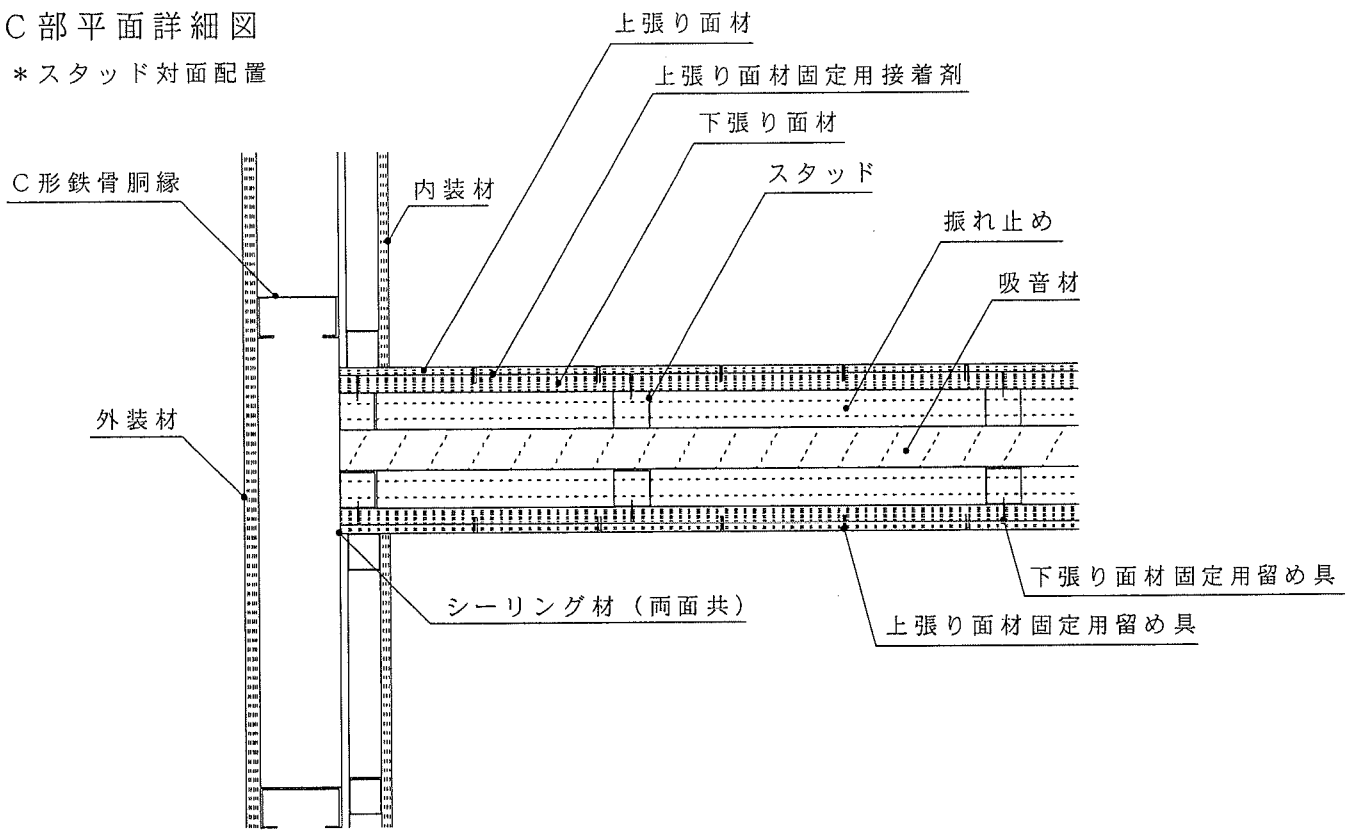 C部平面詳細図
*スタッド対面配置
上張り面材
上張り面材固定用接着剤
下張り面材
スタッド
C形鉄骨胴縁
内装材
振れ止め
吸音材
外装材
シーリング材（両面共）
下張り面材固定用留め具
上張り面材固定用留め具